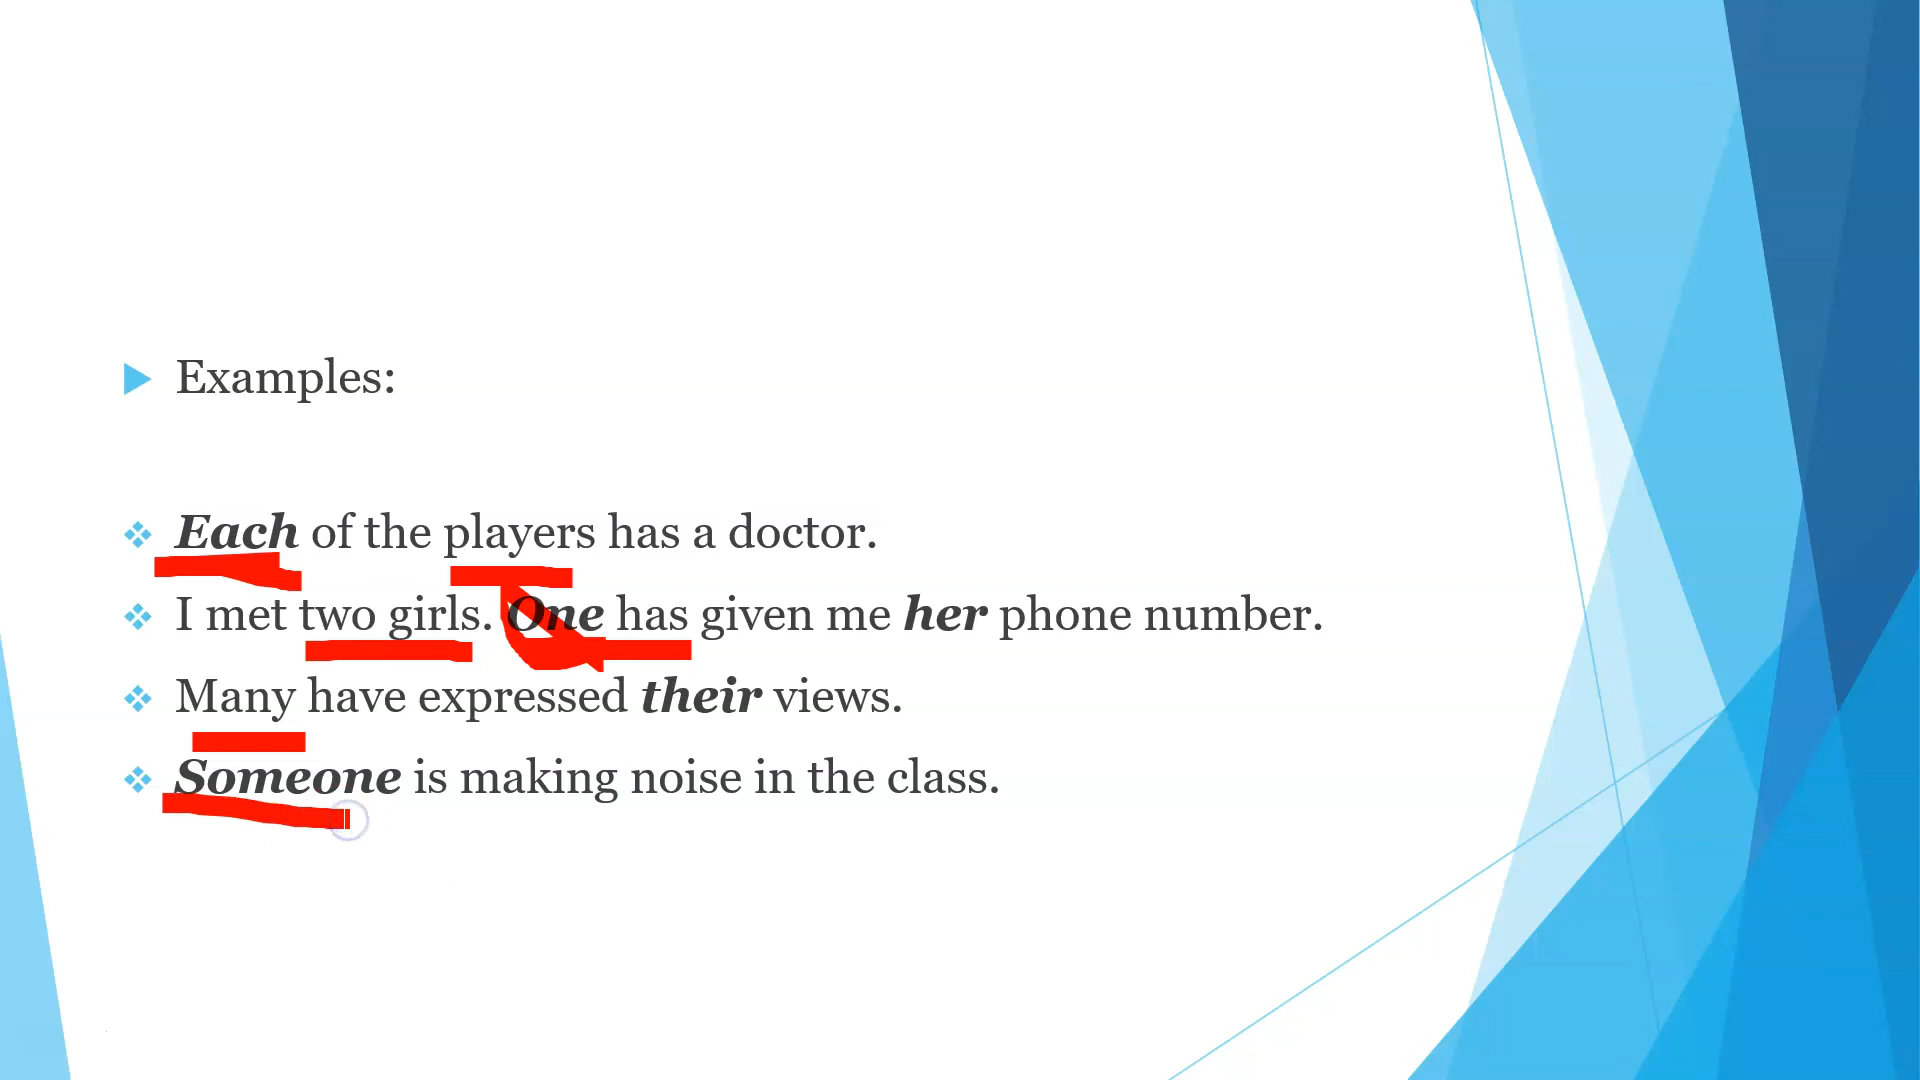 Examples:
Each of the players has a doctor.
I met two girls. One has given me her phone number.
Many have expressed their views.
Someone is making noise in the class.